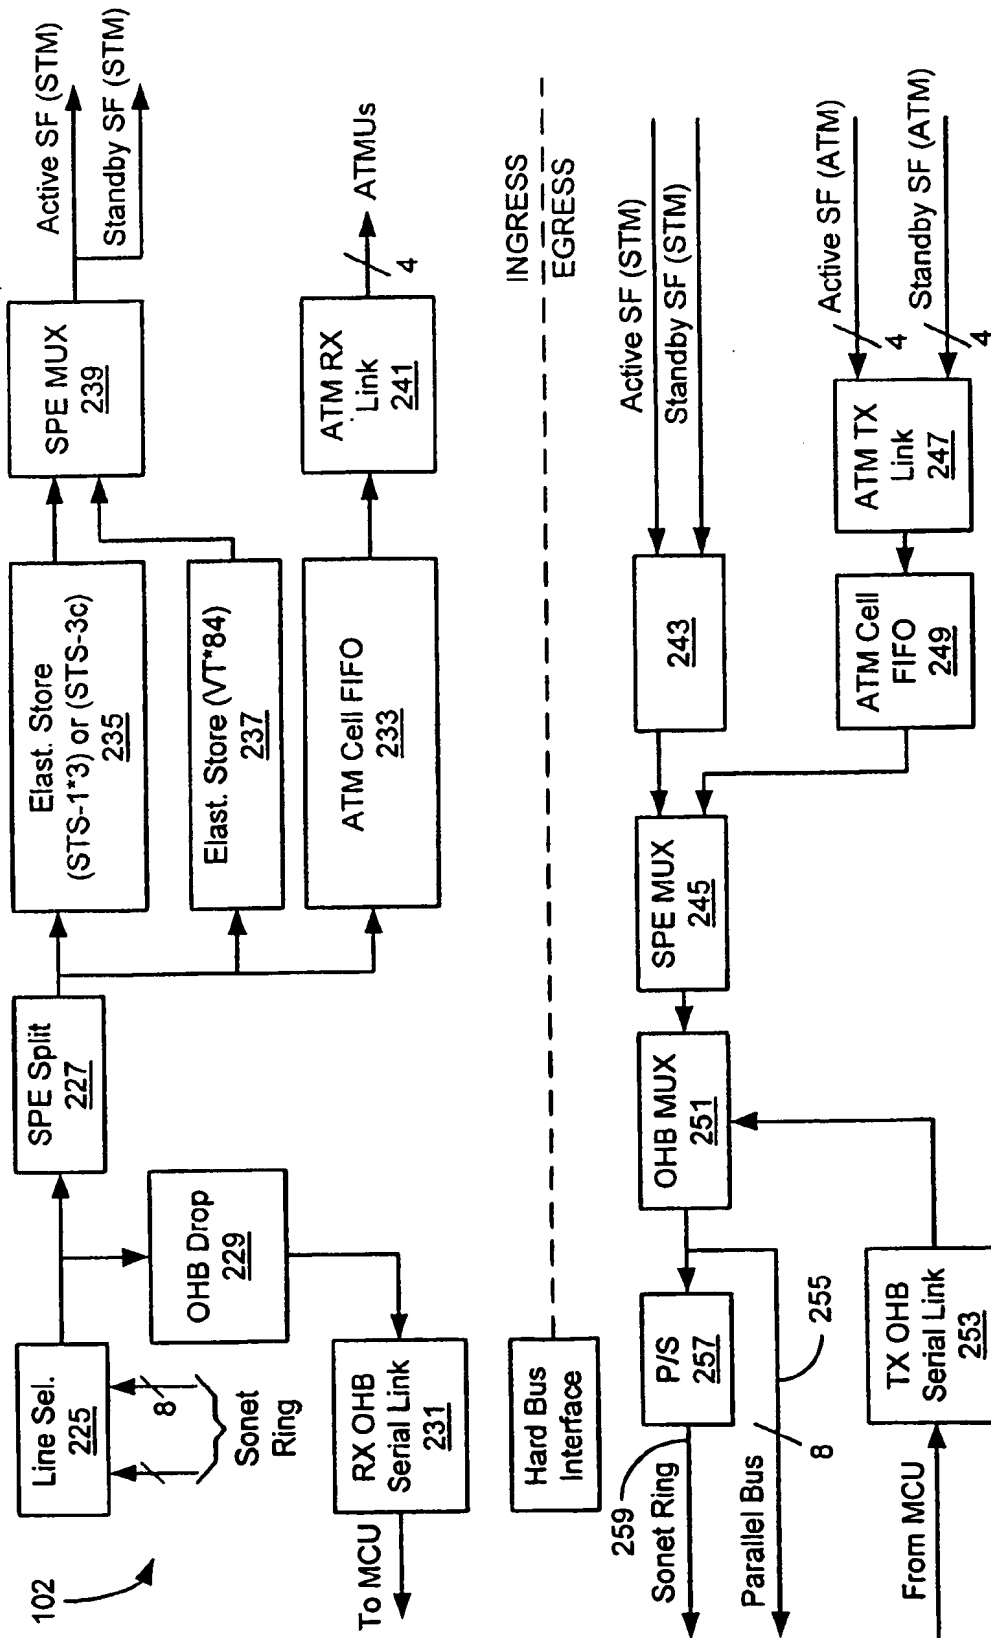 102
Line Sel.
225
8
Sonet
Ring
OHB Drop
229
RX OHB
Serial Link
231
To MCU
SPE Split
227
Elast. Store
(STS-1*3) or (STS-3c)
235
Elast. Store (VT*84)
237
ATM Cell FIFO
233
SPE MUX
239
ATM RX
Link
241
Active SF (STM)
Standby SF (STM)
4
ATMUs
Hard Bus
Interface
INGRESS
EGRESS
259
Sonet Ring
Parallel Bus
8
255
P/S
257
From MCU
TX OHB
Serial Link
253
OHB MUX
251
SPE MUX
245
243
Active SF (STM)
Standby SF (STM)
ATM Cell
FIFO
249
ATM TX
Link
247
Active SF (ATM)
4
Standby SF (ATM)
4